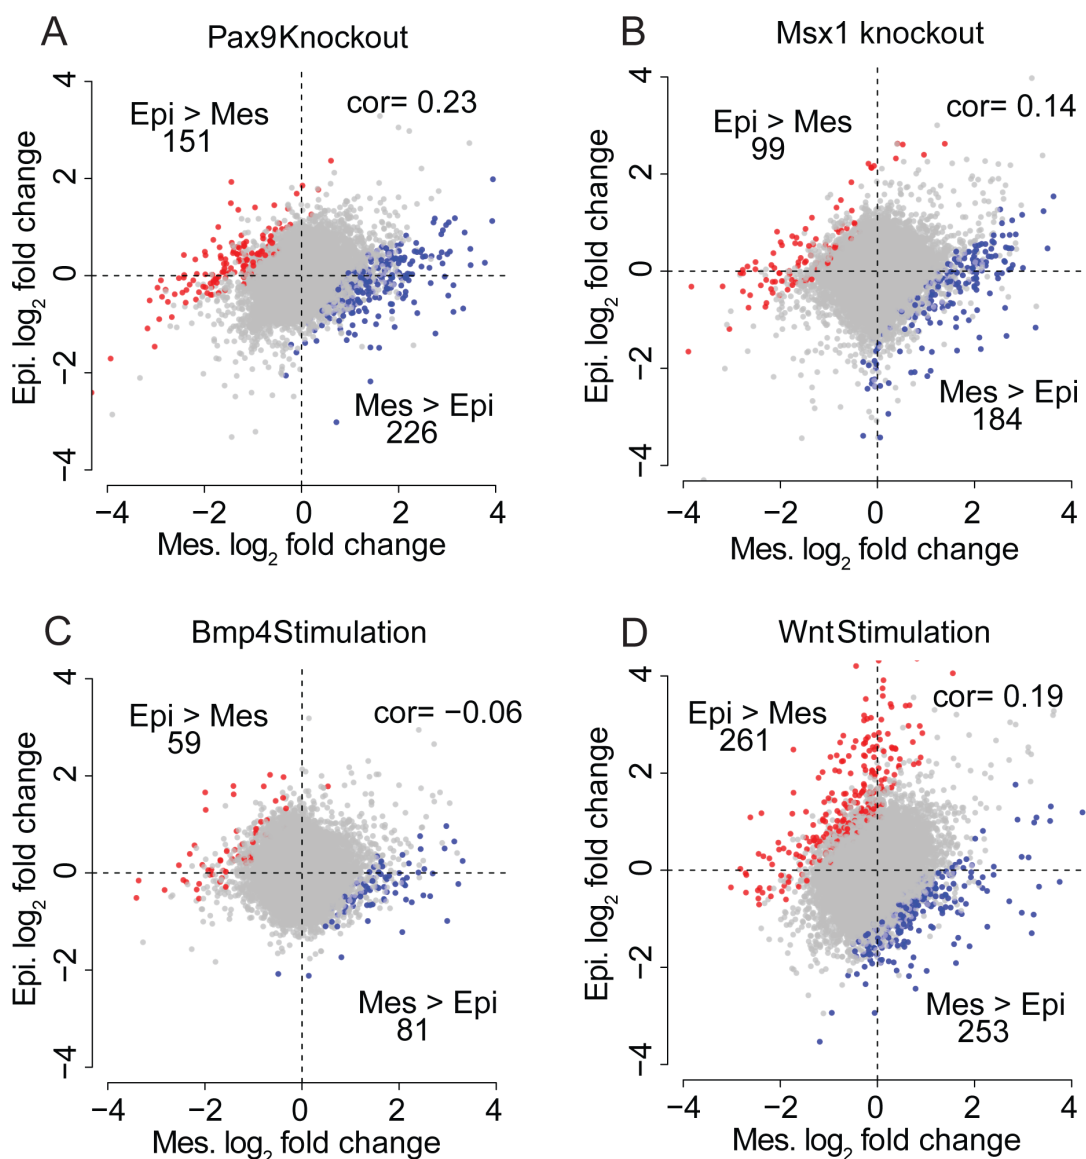 A
Pax9Knockout
Epi > Mes
151
cor= 0.23
Mes > Epi
226
Epi. log2 fold change
4
2
0
−2
−4
−4 −2 0 2 4
Mes. log2 fold change
B
Msx1 knockout
Epi > Mes
99
cor= 0.14
Mes > Epi
184
Epi. log2 fold change
4
2
0
−2
−4
−4 −2 0 2 4
Mes. log2 fold change
C
Bmp4Stimulation
Epi > Mes
59
cor= −0.06
Mes > Epi
81
Epi. log2 fold change
4
2
0
−2
−4
−4 −2 0 2 4
Mes. log2 fold change
D
WntStimulation
Epi > Mes
261
cor= 0.19
Mes > Epi
253
Epi. log2 fold change
4
2
0
−2
−4
−4 −2 0 2 4
Mes. log2 fold change